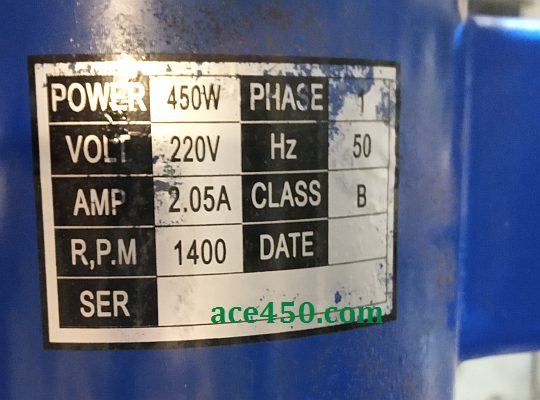 POWER 450W PHASE 1
VOLT 220V Hz 50
AMP 2.05A CLASS B
R,P.M 1400 DATE
SER
ace450.com